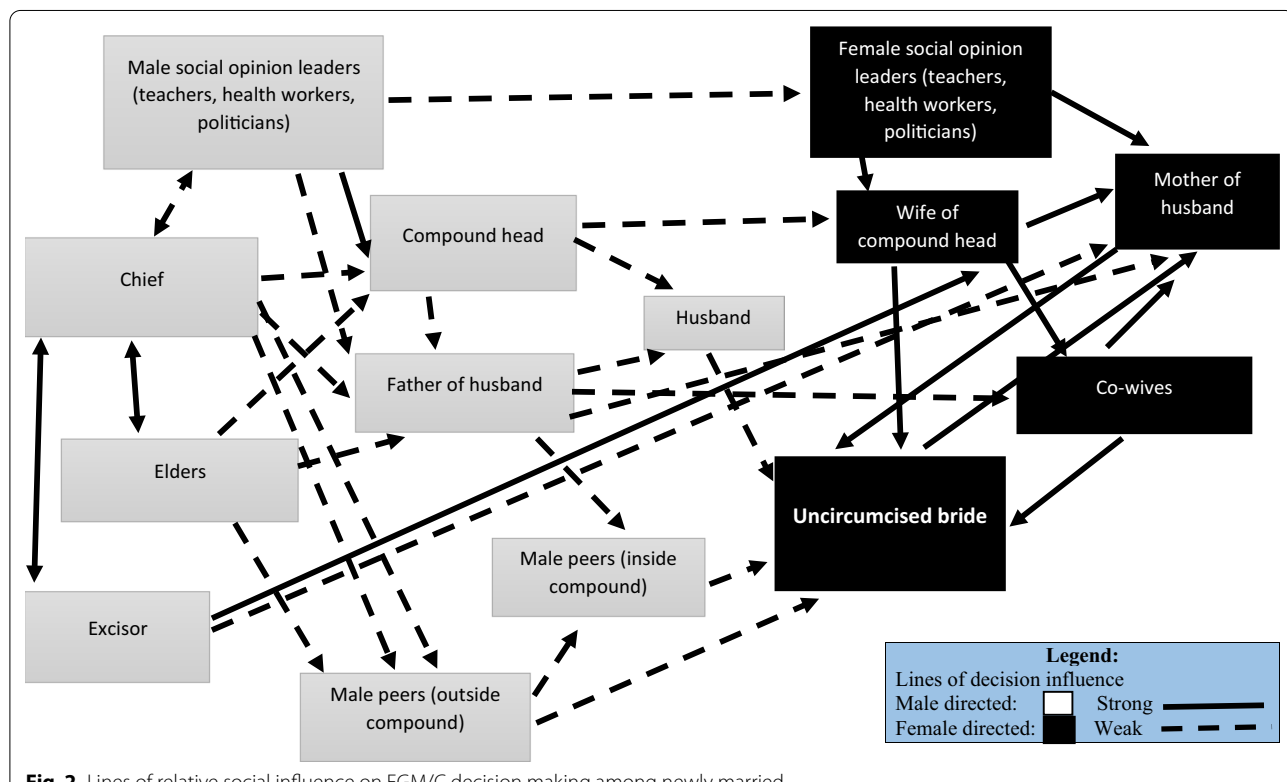 Male social opinion leaders
(teachers, health workers,
politicians)
Female social opinion
leaders (teachers,
health workers,
politicians)
Mother of
husband
Wife of
compound head
Compound head
Chief
Husband
Father of husband
Co-wives
Elders
Uncircumcised bride
Male peers (inside
compound)
Excisor
Male peers (outside
compound)
Legend:
Lines of decision influence
Male directed: Strong
Female directed: Weak
Fig. 2 Lines of relative social influence on FGM/C decision making among newly married